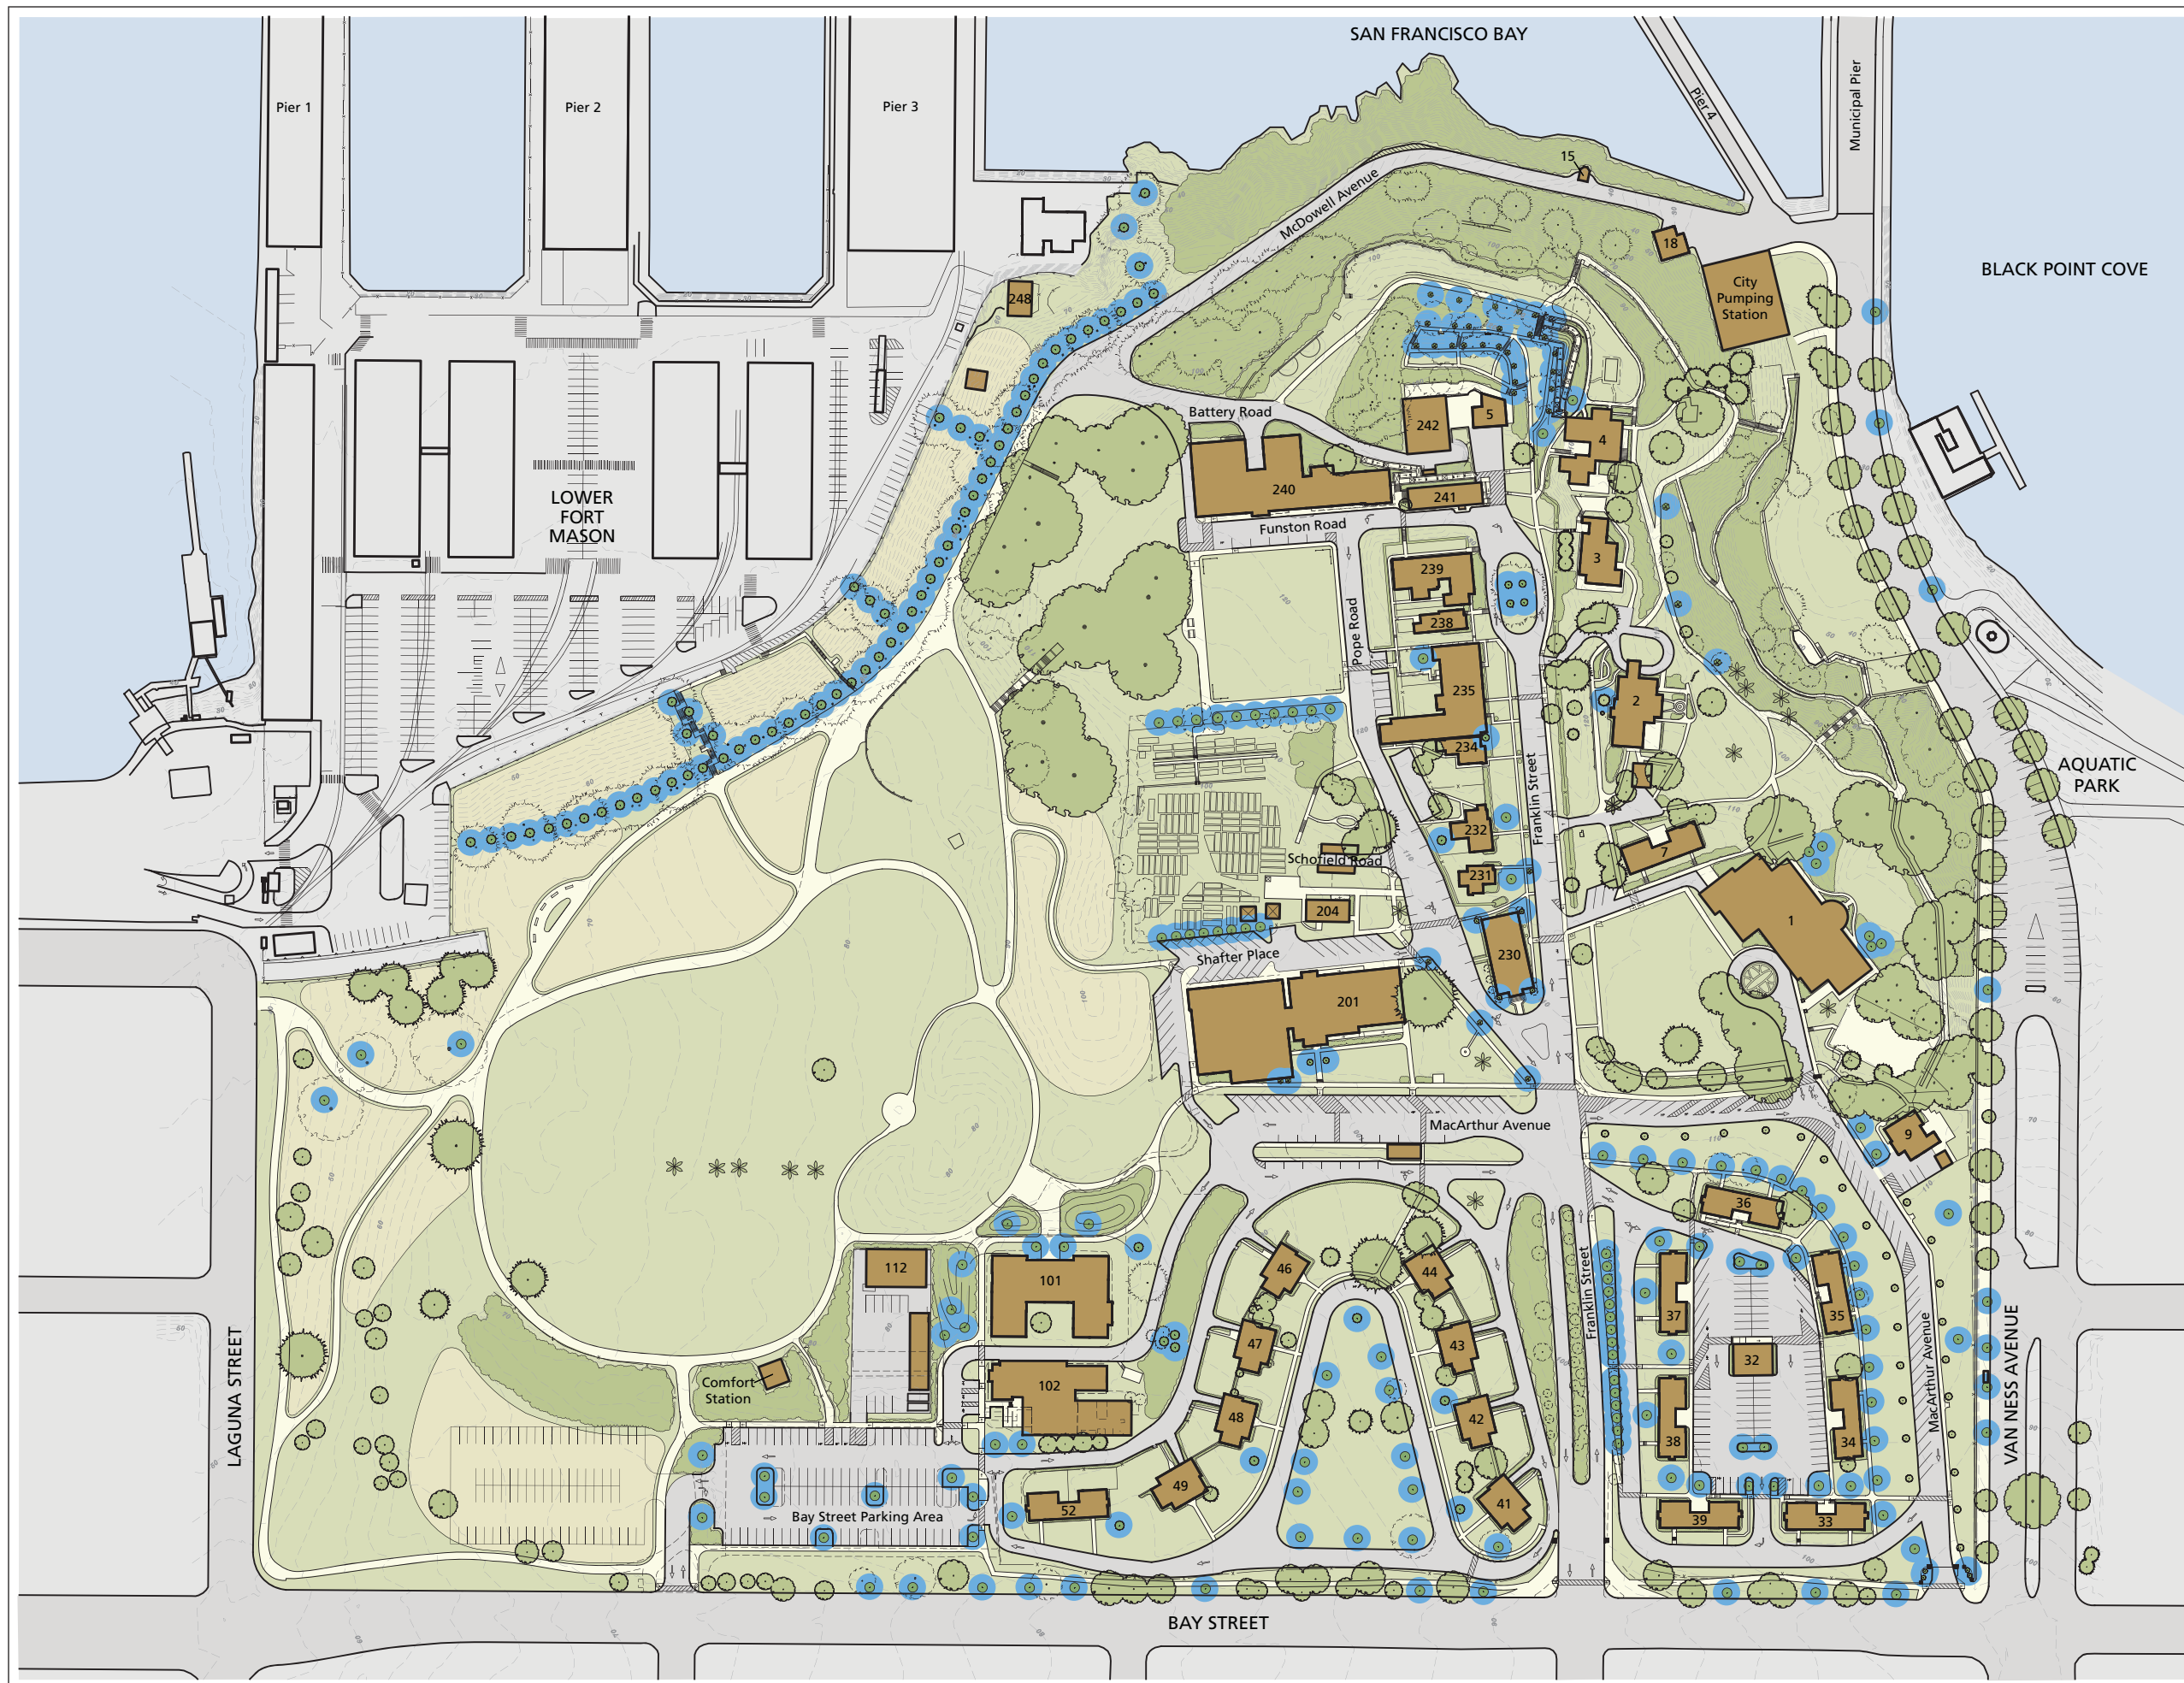 SAN FRANCISCO BAY
Pier 1
Pier 2
Pier 3
Pier 4
Municipal Pier
15
McDowell Avenue
18
City
Pumping
Station
BLACK POINT COVE
248
Battery Road
242
5
4
240
241
LOWER
FORT
MASON
Funston Road
3
239
238
Pope Road
235
2
234
Franklin Street
AQUATIC
PARK
232
7
Schofield Road
231
204
1
230
Shafter Place
201
MacArthur Avenue
9
36
46
44
112
101
37
35
Franklin Street
47
43
32
Comfort
Station
102
LAGUNA STREET
48
42
38
34
MacArthur Avenue
VAN NESS AVENUE
49
41
52
Bay Street Parking Area
39
33
BAY STREET